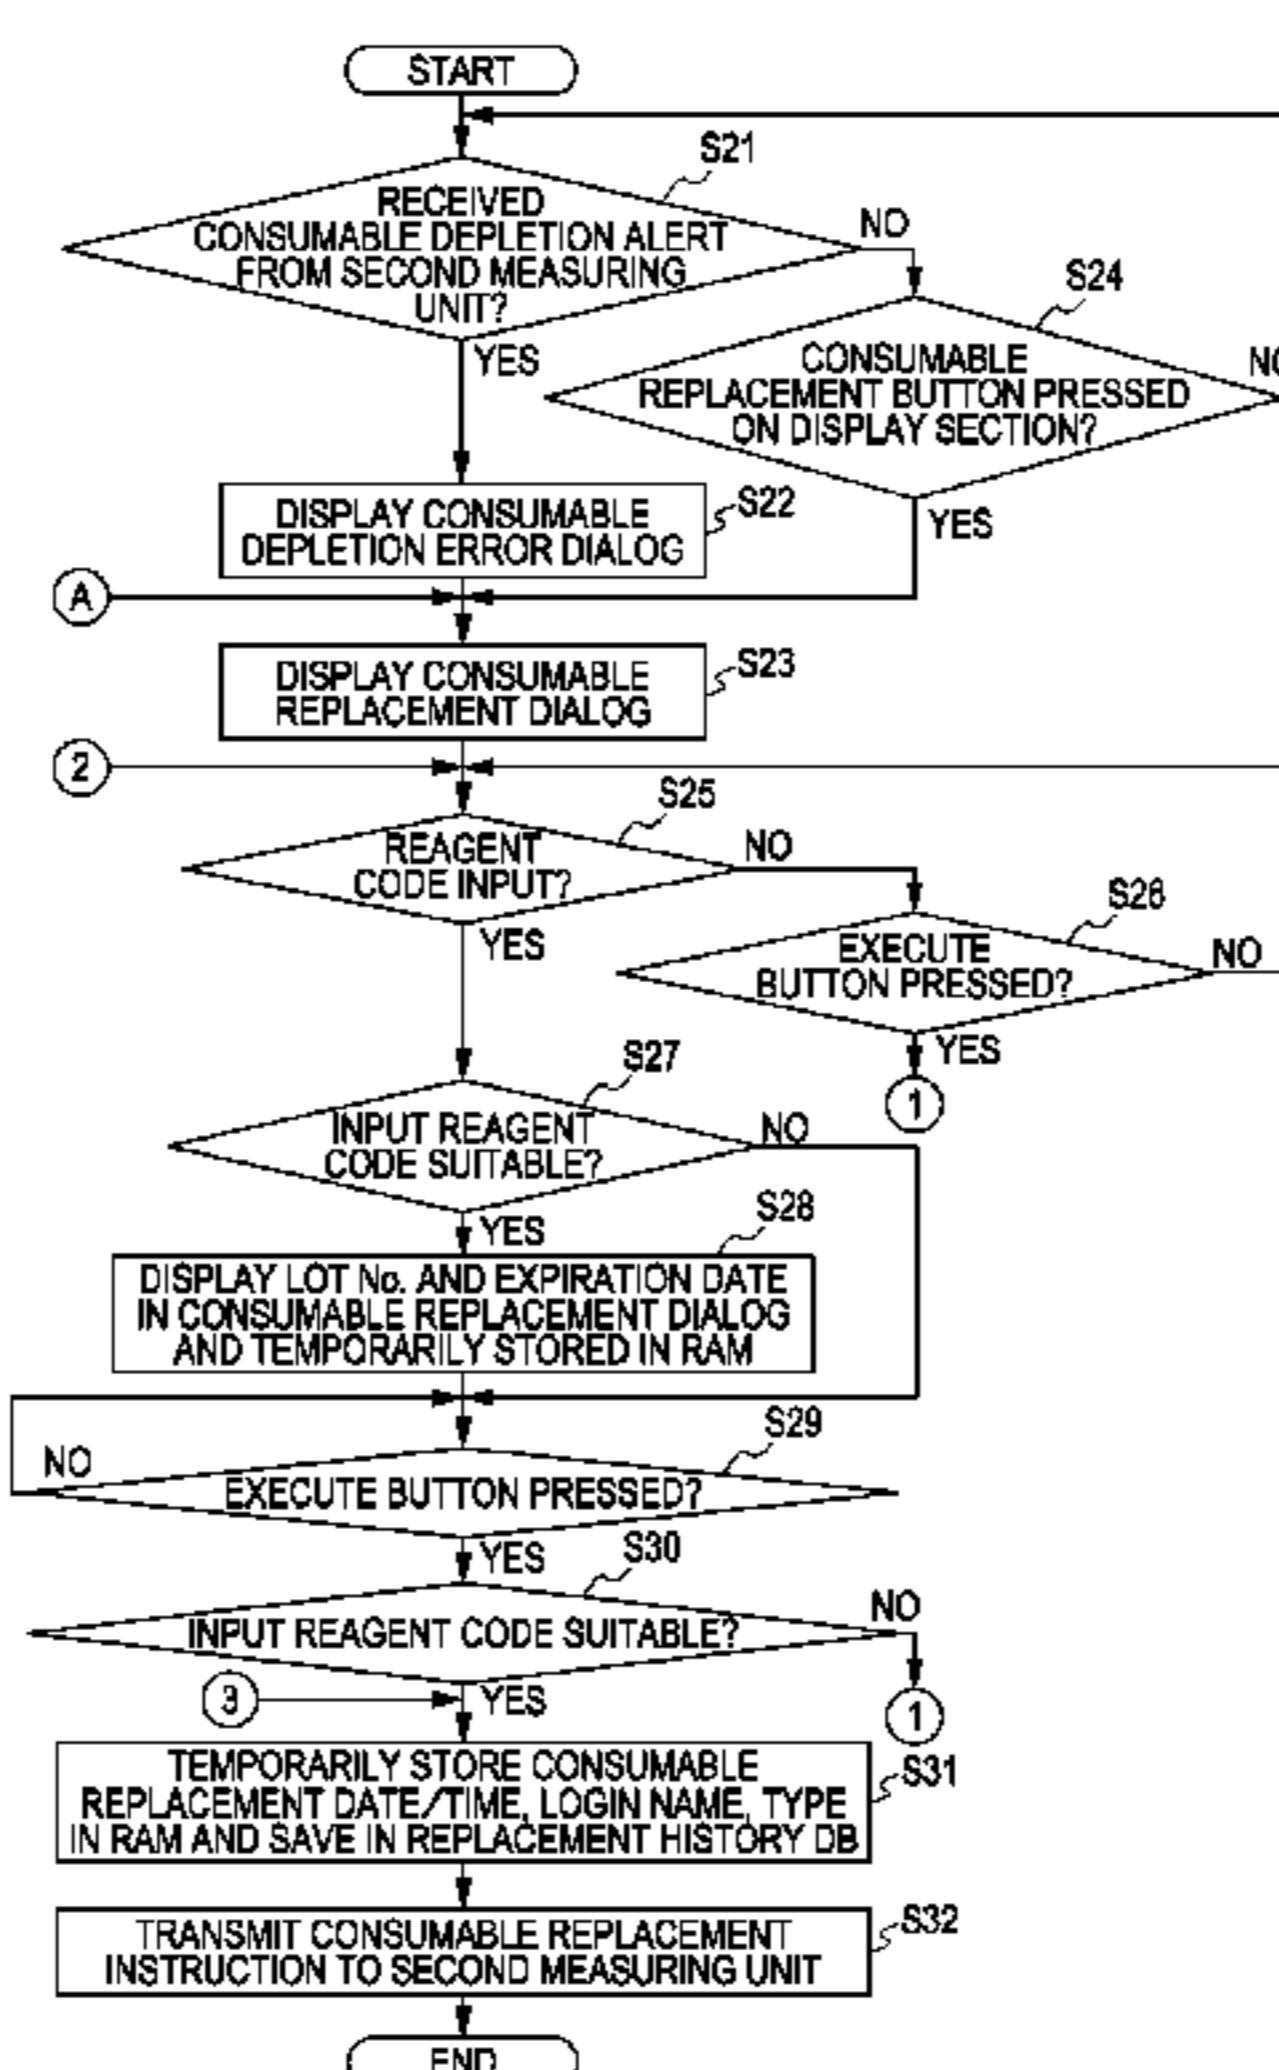 START
S21
RECEIVED
CONSUMABLE DEPLETION ALERT
FROM SECOND MEASURING
UNIT?
NO
YES
S24
CONSUMABLE
REPLACEMENT BUTTON PRESSED
ON DISPLAY SECTION?
YES
S22
DISPLAY CONSUMABLE
DEPLETION ERROR DIALOG
A
S23
DISPLAY CONSUMABLE
REPLACEMENT DIALOG
2
S25
REAGENT
CODE INPUT?
NO
YES
S26
EXECUTE
BUTTON PRESSED?
NO
YES
1
S27
INPUT REAGENT
CODE SUITABLE?
NO
YES
S28
DISPLAY LOT No. AND EXPIRATION DATE
IN CONSUMABLE REPLACEMENT DIALOG
AND TEMPORARILY STORED IN RAM
S29
NO
EXECUTE BUTTON PRESSED?
YES
S30
INPUT REAGENT CODE SUITABLE?
NO
3
YES
1
S31
TEMPORARILY STORE CONSUMABLE
REPLACEMENT DATE/TIME, LOGIN NAME, TYPE
IN RAM AND SAVE IN REPLACEMENT HISTORY DB
S32
TRANSMIT CONSUMABLE REPLACEMENT
INSTRUCTION TO SECOND MEASURING UNIT
END